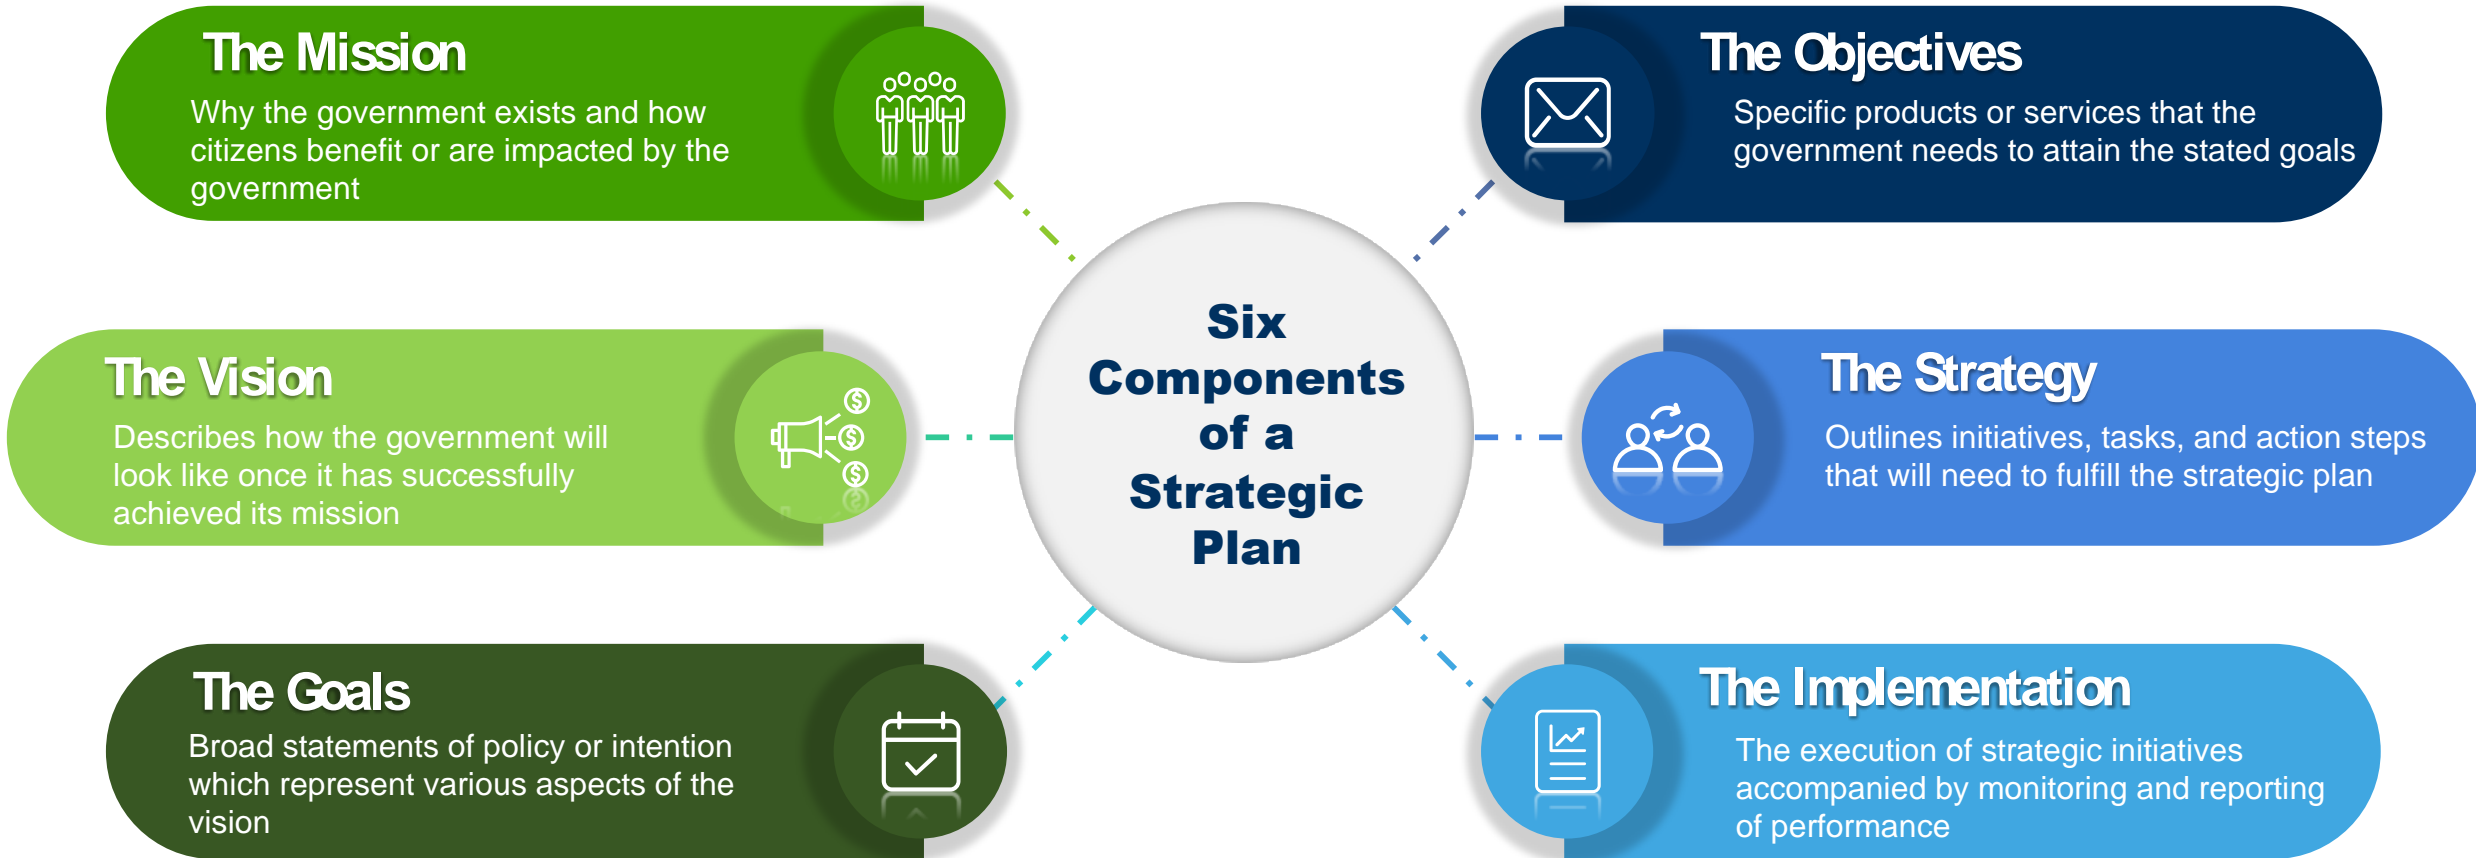 The Mission
Why the government exists and how
citizens benefit or are impacted by the
government
The Vision
Describes how the government will
look like once it has successfully
achieved its mission
The Goals
Broad statements of policy or intention
which represent various aspects of the
vision
Six
Components
of a
Strategic
Plan
The Objectives
Specific products or services that the
government needs to attain the stated goals
The Strategy
Outlines initiatives, tasks, and action steps
that will need to fulfill the strategic plan
The Implementation
The execution of strategic initiatives
accompanied by monitoring and reporting
of performance